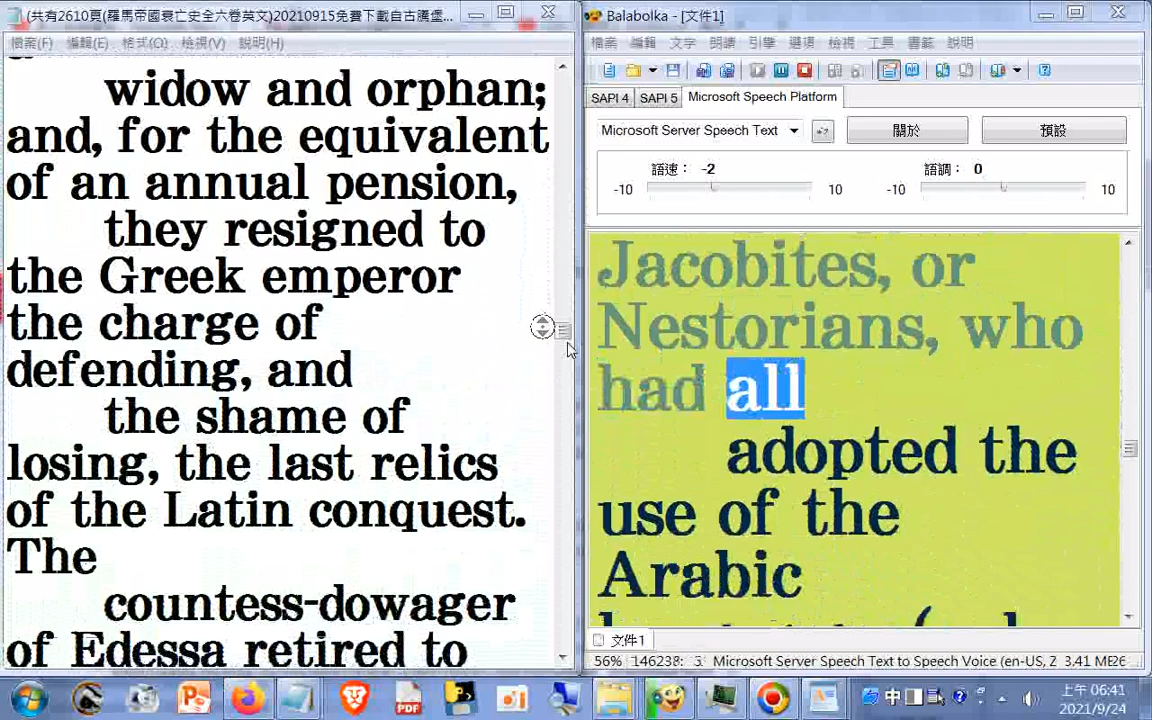 (共有2610頁(羅馬帝國衰亡史全六卷英文)20210915免費下載自古騰堡...
檔案(F) 編輯(E) 格式(O) 檢視(V) 說明(H)
widow and orphan;
and, for the equivalent
of an annual pension,
they resigned to
the Greek emperor
the charge of
defending, and
the shame of
losing, the last relics
of the Latin conquest.
The
countess-dowager
of Edessa retired to
Balabolka - [文件1]
檔案 編輯 文字 朗讀 引擎 選項 檢視 工具 書籤 說明
SAPI 4 SAPI 5 Microsoft Speech Platform
Microsoft Server Speech Text 關於 預設
語速： -2 語調： 0
-10 10 -10 10
Jacobites, or
Nestorians, who
had all
adopted the
use of the
Arabic
文件1
56% 146238: Microsoft Server Speech Text to Speech Voice (en-US, Z 3.41 ME26
中 上午 06:41
2021/9/24